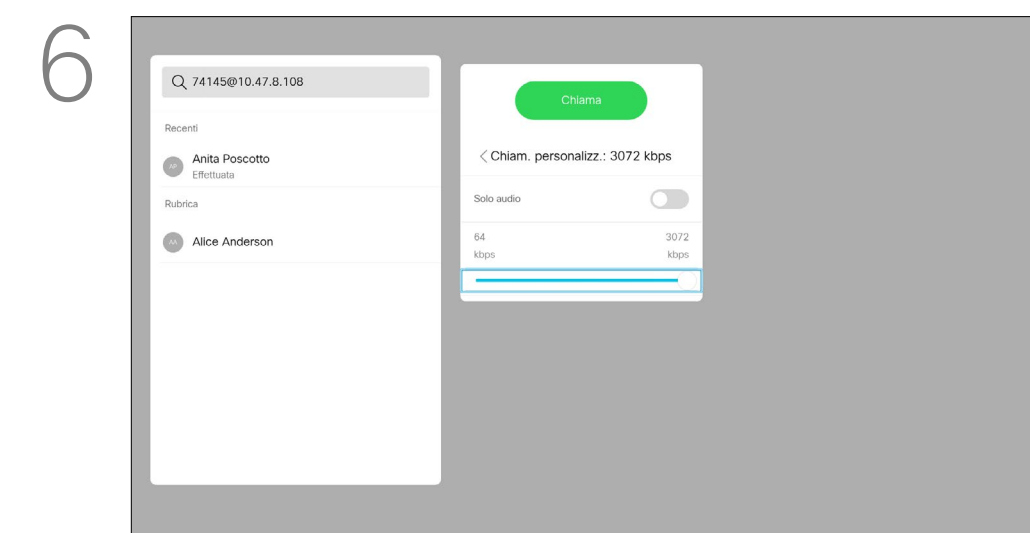 6
74145@10.47.8.108
Recenti
AP
Anita Poscotto
Effettuata
Rubrica
AA
Alice Anderson
Chiama
Chiam. personalizz.: 3072 kbps
Solo audio
64 3072
kbps kbps